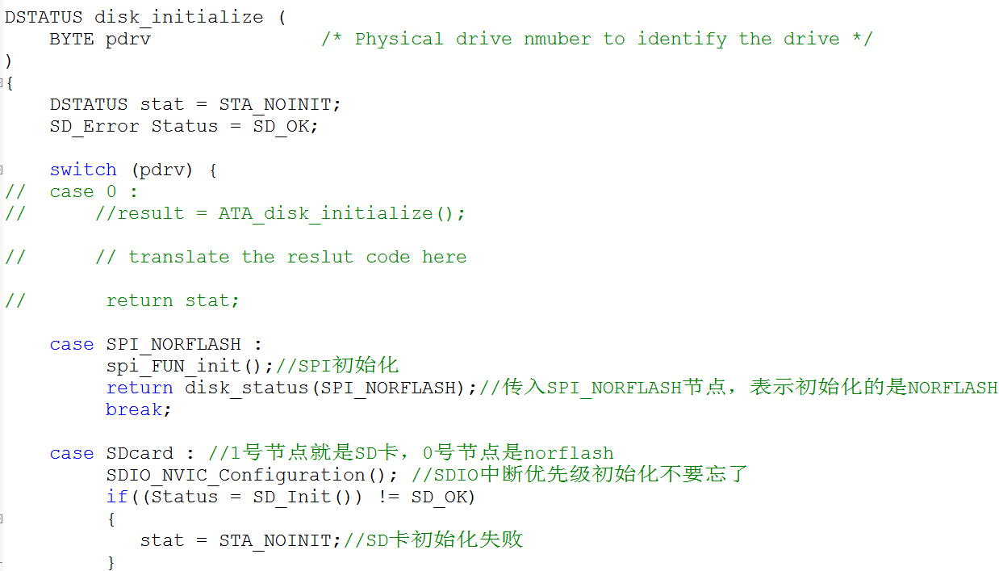 DSTATUS disk_initialize (
    BYTE pdrv               /* Physical drive nmuber to identify the drive */
)
{
    DSTATUS stat = STA_NOINIT;
    SD_Error Status = SD_OK;
    switch (pdrv) {
//  case 0 :
//      //result = ATA_disk_initialize();
//      // translate the reslut code here
//       return stat;
    case SPI_NORFLASH :
         spi_FUN_init();//SPI初始化
         return disk_status(SPI_NORFLASH);//传入SPI_NORFLASH节点，表示初始化的是NORFLASH
         break;
    case SDcard : //1号节点就是SD卡，0号节点是norflash
         SDIO_NVIC_Configuration(); //SDIO中断优先级初始化不要忘了
         if((Status = SD_Init()) != SD_OK)
         {
            stat = STA_NOINIT;//SD卡初始化失败
         }